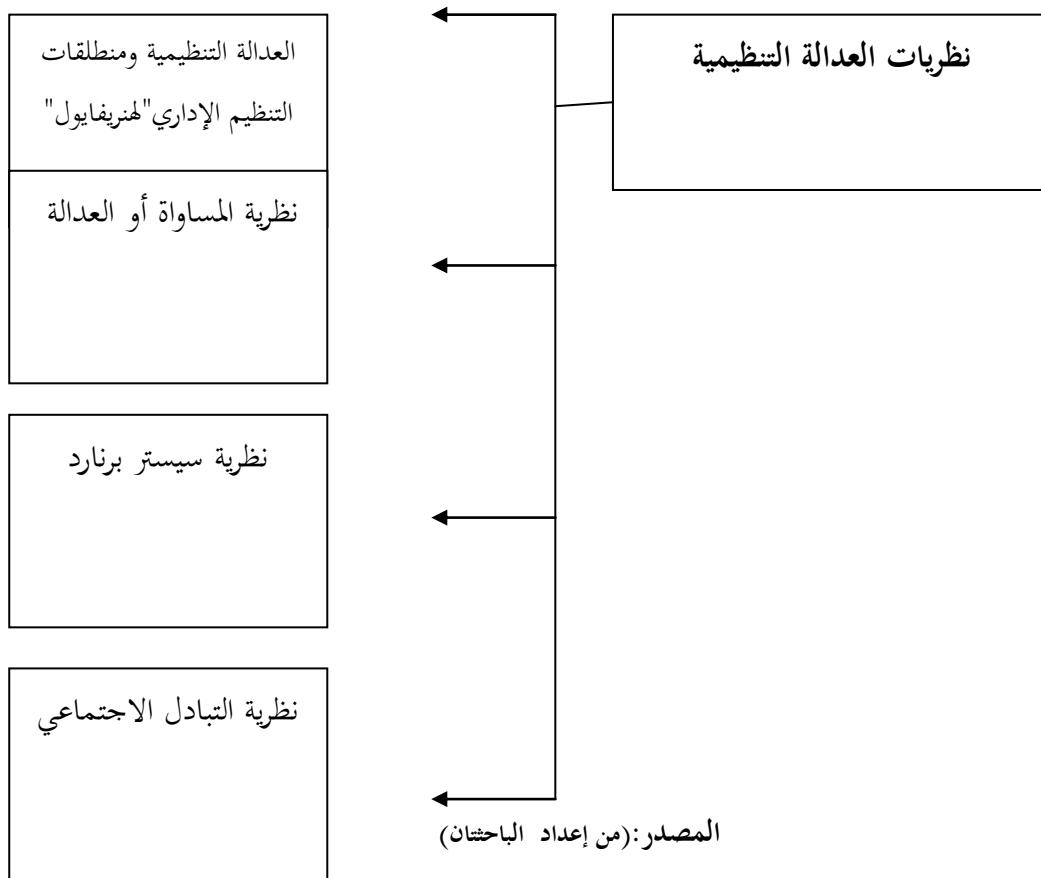 نظريات العدالة التنظيمية
العدالة التنظيمية ومنطلقات
التنظيم الإداري"لهنريفايول"
نظرية المساواة أو العدالة
نظرية سيستر برنارد
نظرية التبادل الاجتماعي
المصدر:(من إعداد الباحثتان)